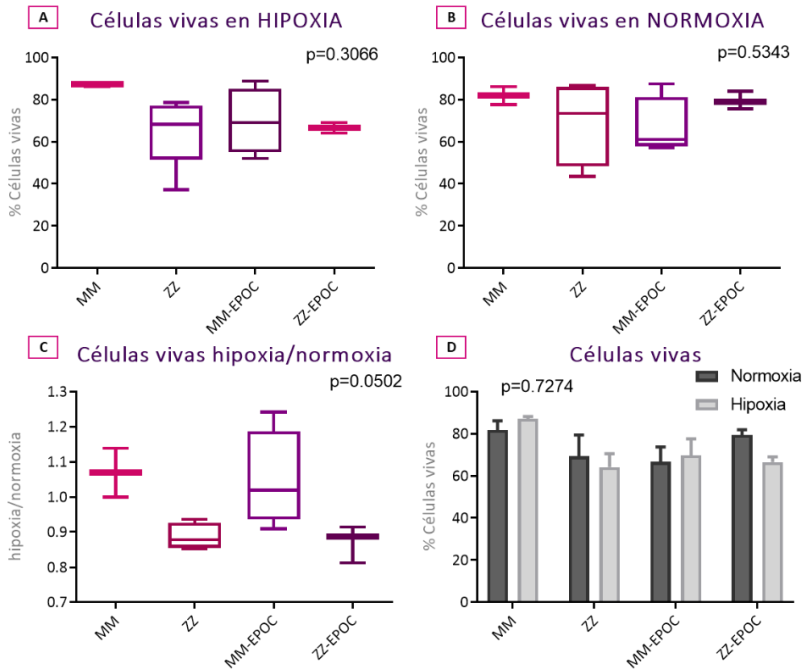 A Células vivas en HIPOXIA
p=0.3066
% Células vivas
100
80
60
40
20
0
MM
ZZ
MM-EPOC
ZZ-EPOC
B Células vivas en NORMOXIA
p=0.5343
% Células vivas
100
80
60
40
20
0
MM
ZZ
MM-EPOC
ZZ-EPOC
C Células vivas hipoxia/normoxia
p=0.0502
hipoxia/normoxia
1.3
1.2
1.1
1.0
0.9
0.8
0.7
MM
ZZ
MM-EPOC
ZZ-EPOC
D Células vivas
Normoxia
Hipoxia
p=0.7274
% Células vivas
100
80
60
40
20
0
MM
ZZ
MM-EPOC
ZZ-EPOC